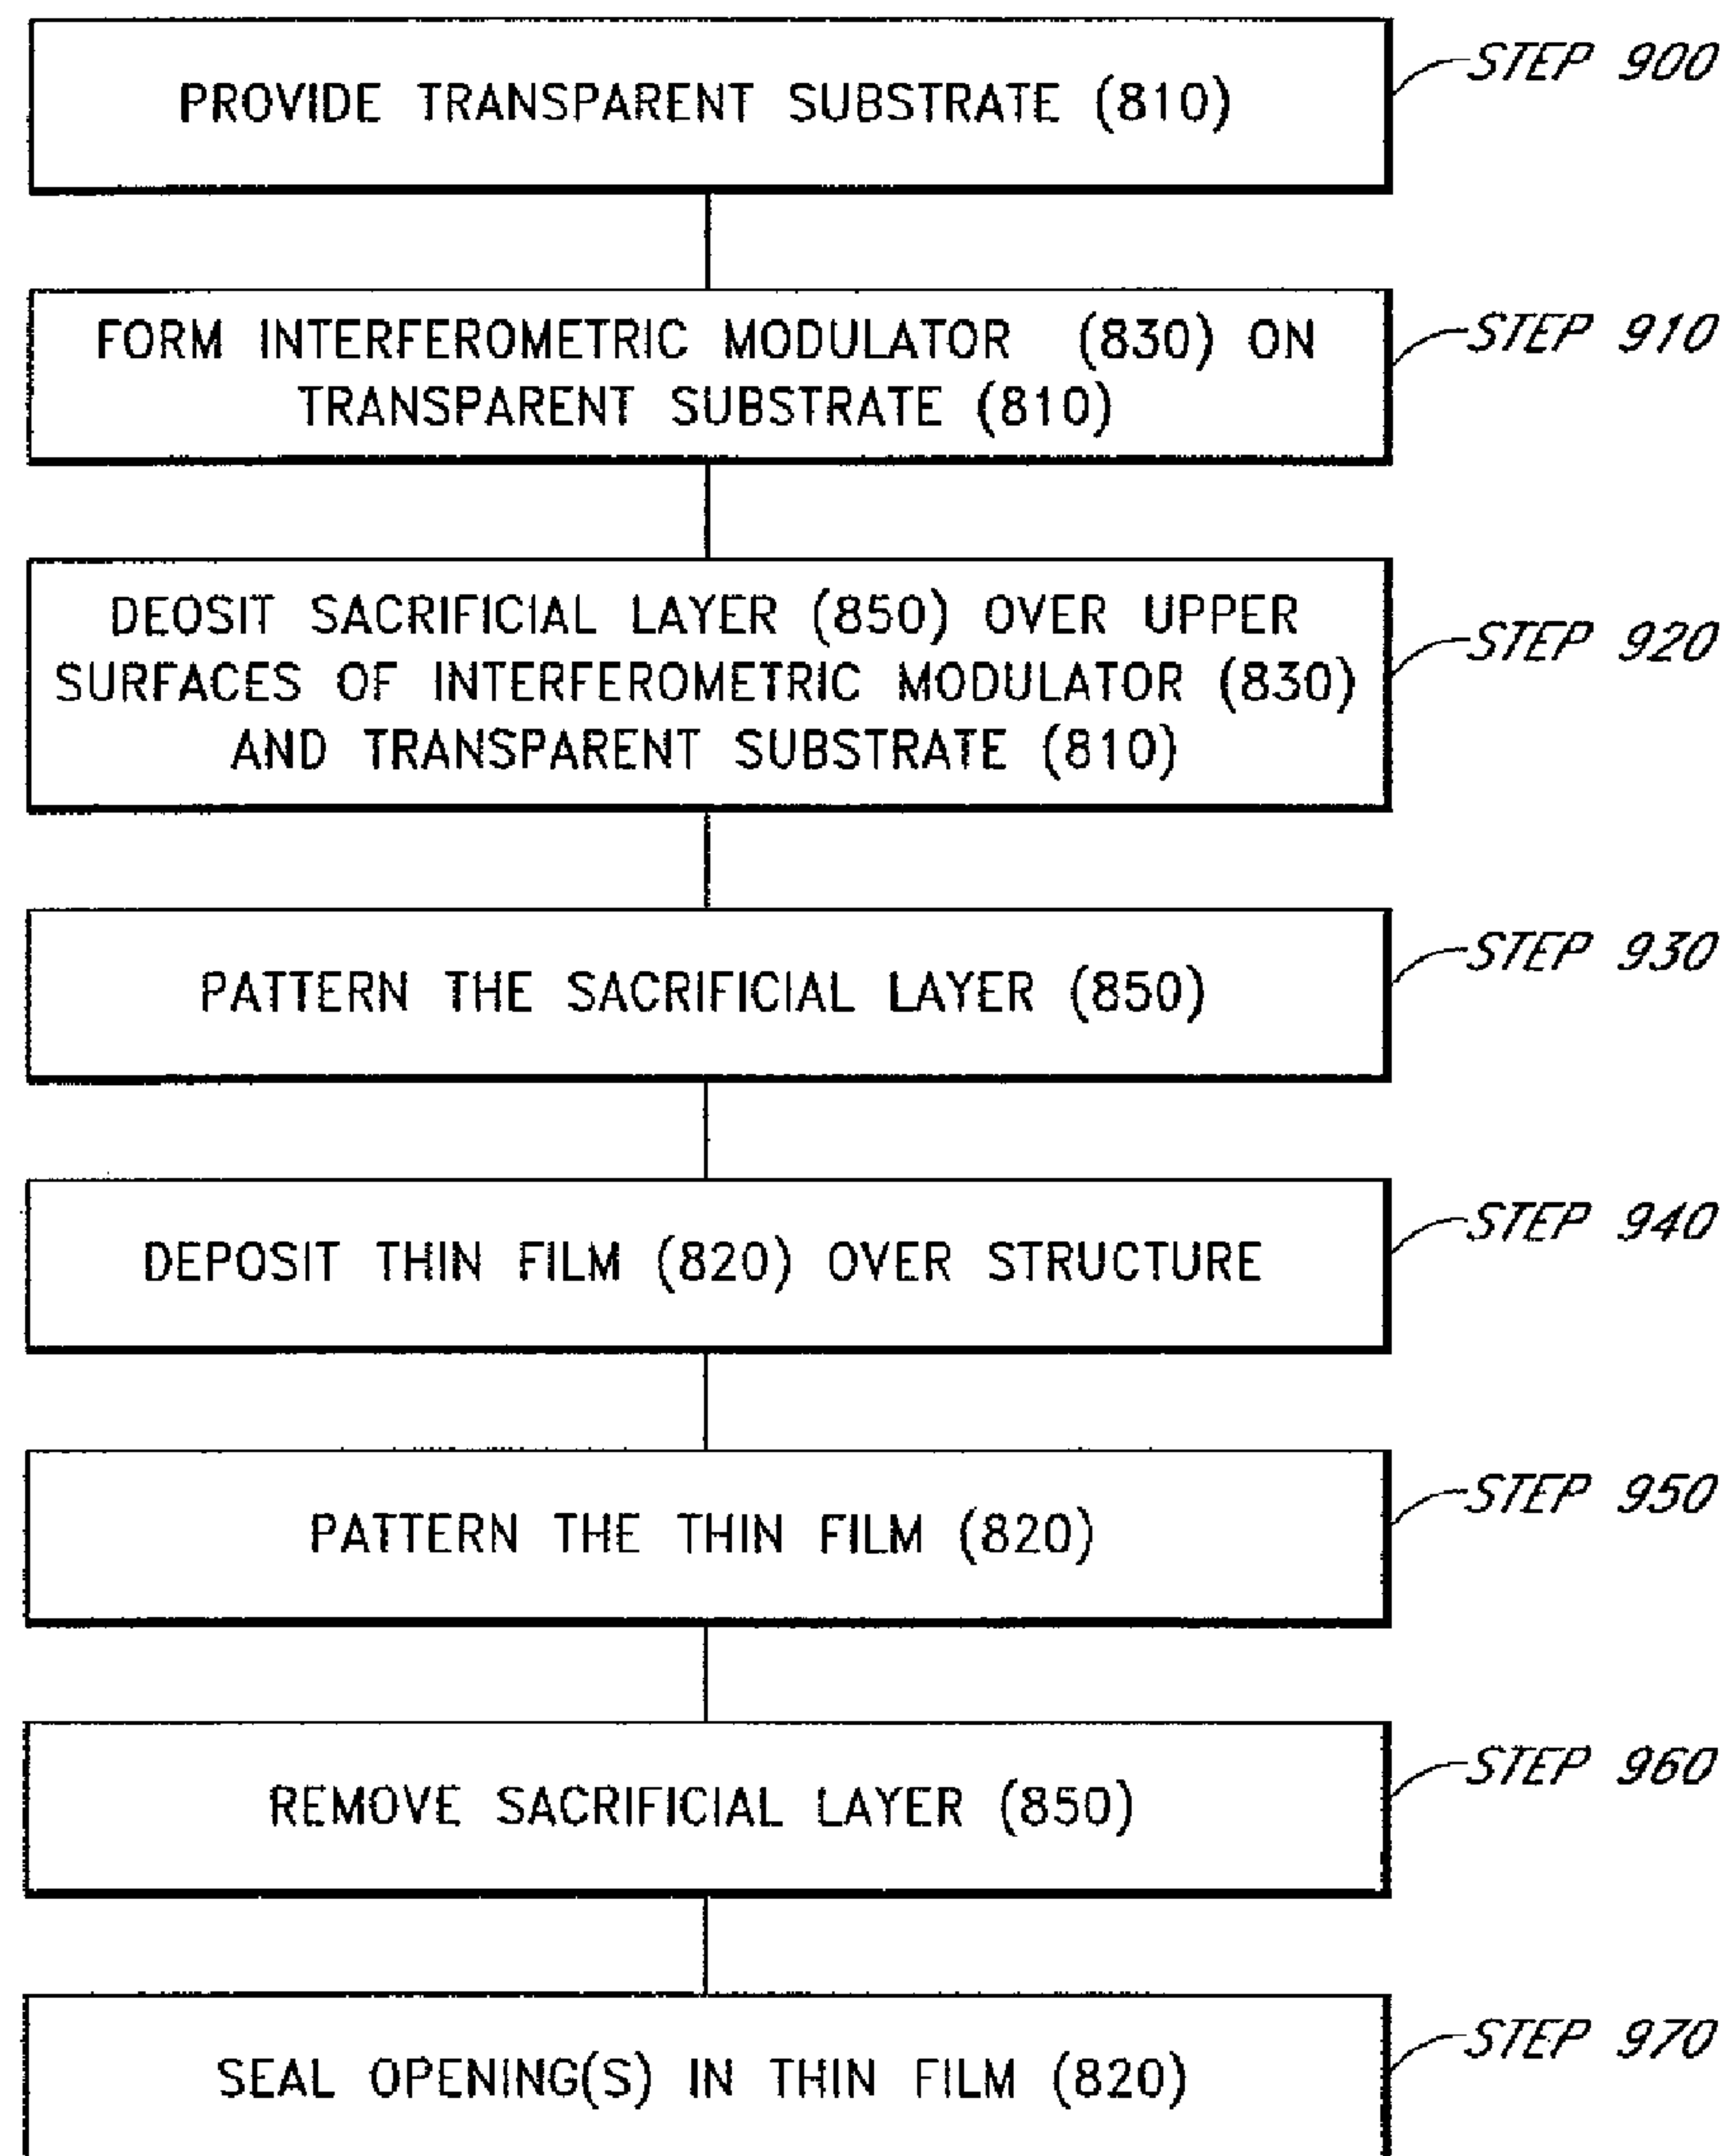 PROVIDE TRANSPARENT SUBSTRATE (810)
STEP 900
FORM INTERFEROMETRIC MODULATOR (830) ON
TRANSPARENT SUBSTRATE (810)
STEP 910
DEOSIT SACRIFICIAL LAYER (850) OVER UPPER
SURFACES OF INTERFEROMETRIC MODULATOR (830)
AND TRANSPARENT SUBSTRATE (810)
STEP 920
PATTERN THE SACRIFICIAL LAYER (850)
STEP 930
DEPOSIT THIN FILM (820) OVER STRUCTURE
STEP 940
PATTERN THE THIN FILM (820)
STEP 950
REMOVE SACRIFICIAL LAYER (850)
STEP 960
SEAL OPENING(S) IN THIN FILM (820)
STEP 970